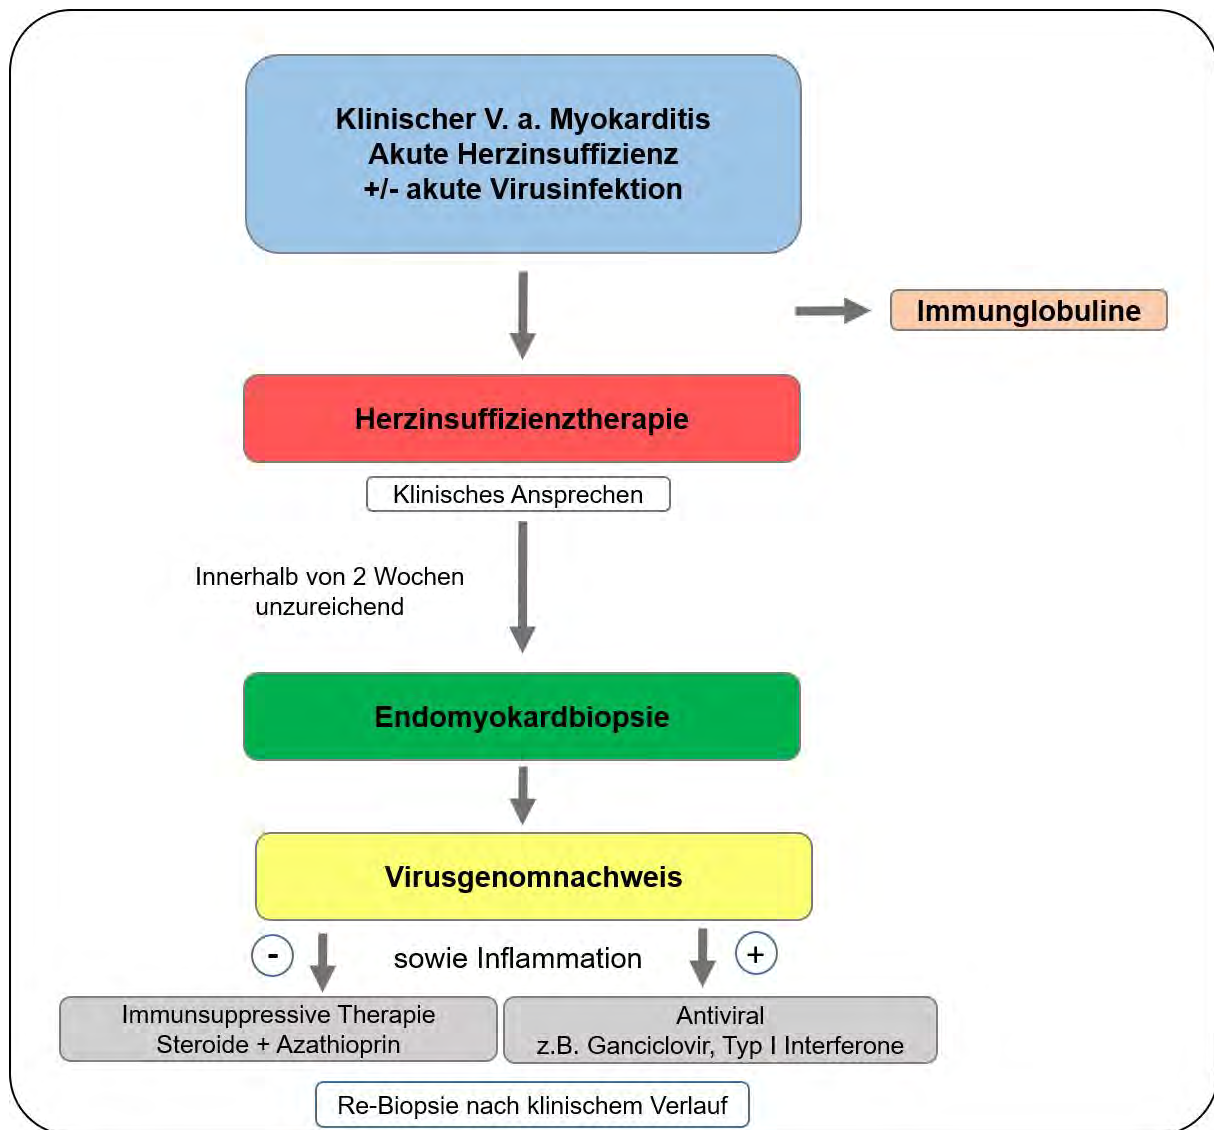 Klinischer V. a. Myokarditis
Akute Herzinsuffizienz
+/- akute Virusinfektion
Immunglobuline
Herzinsuffizienztherapie
Klinisches Ansprechen
Innerhalb von 2 Wochen
unzureichend
Endomyokardbiopsie
Virusgenomnachweis
- sowie Inflammation +
Immunsuppressive Therapie
Steroide + Azathioprin
Antiviral
z.B. Ganciclovir, Typ I Interferone
Re-Biopsie nach klinischem Verlauf